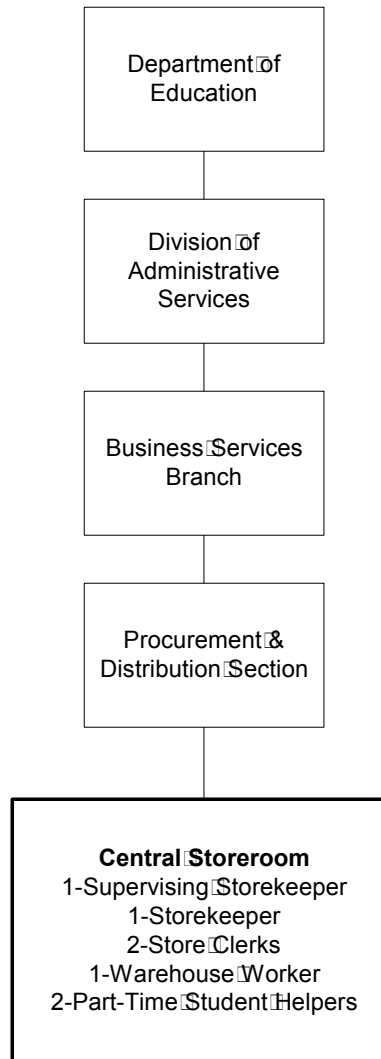 Department of
Education
Division of
Administrative
Services
Business Services
Branch
Procurement &
Distribution Section
Central Storeroom
1-Supervising Storekeeper
1-Storekeeper
2-Store Clerks
1-Warehouse Worker
2-Part-Time Student Helpers